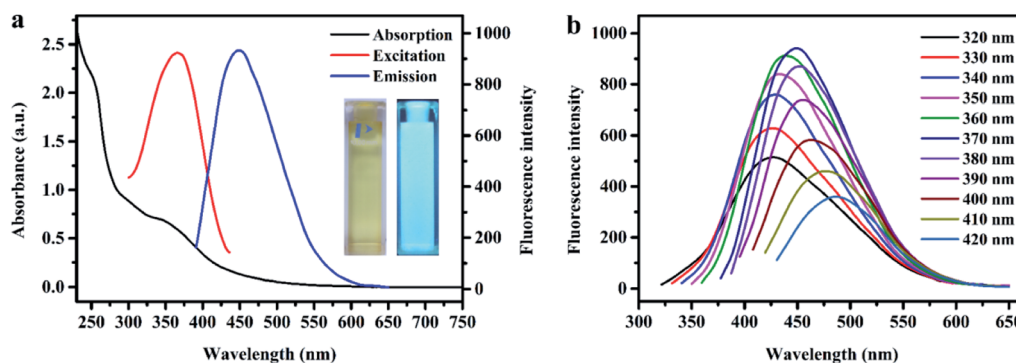 a
Absorption
Excitation
Emission
Absorbance (a.u.)
2.5
2.0
1.5
1.0
0.5
0.0
Fluorescence intensity
1000
800
600
400
200
0
250 300 350 400 450 500 550 600 650 700 750
Wavelength (nm)
b
320 nm
330 nm
340 nm
350 nm
360 nm
370 nm
380 nm
390 nm
400 nm
410 nm
420 nm
Fluorescence intensity
1000
800
600
400
200
0
300 350 400 450 500 550 600 650
Wavelength (nm)